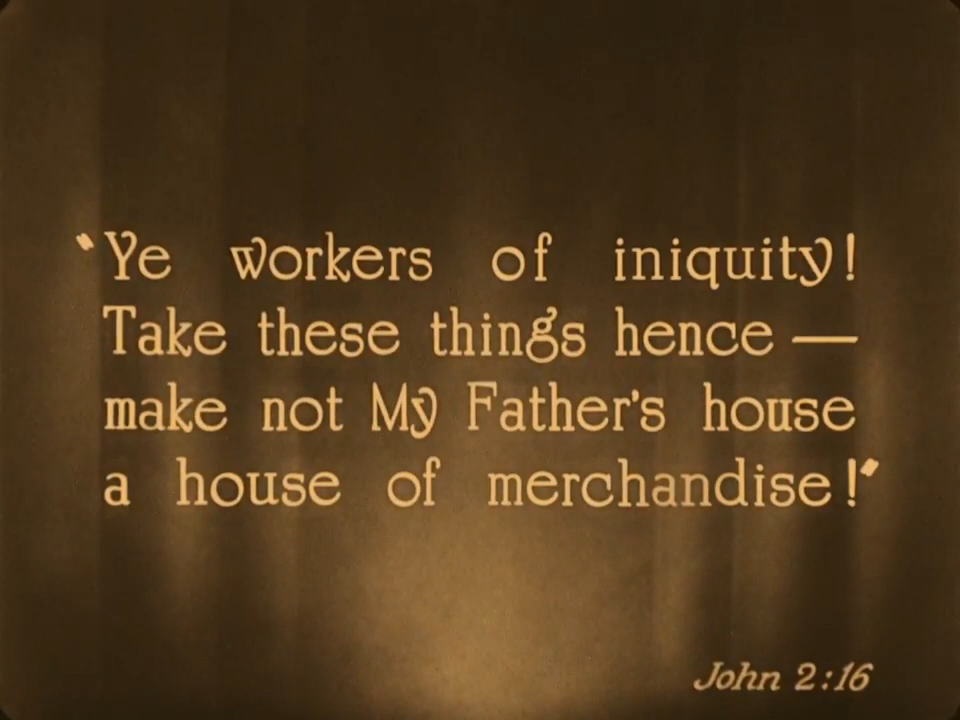 "Ye workers of iniquity!
Take these things hence —
make not My Father's house
a house of merchandise!"
John 2:16